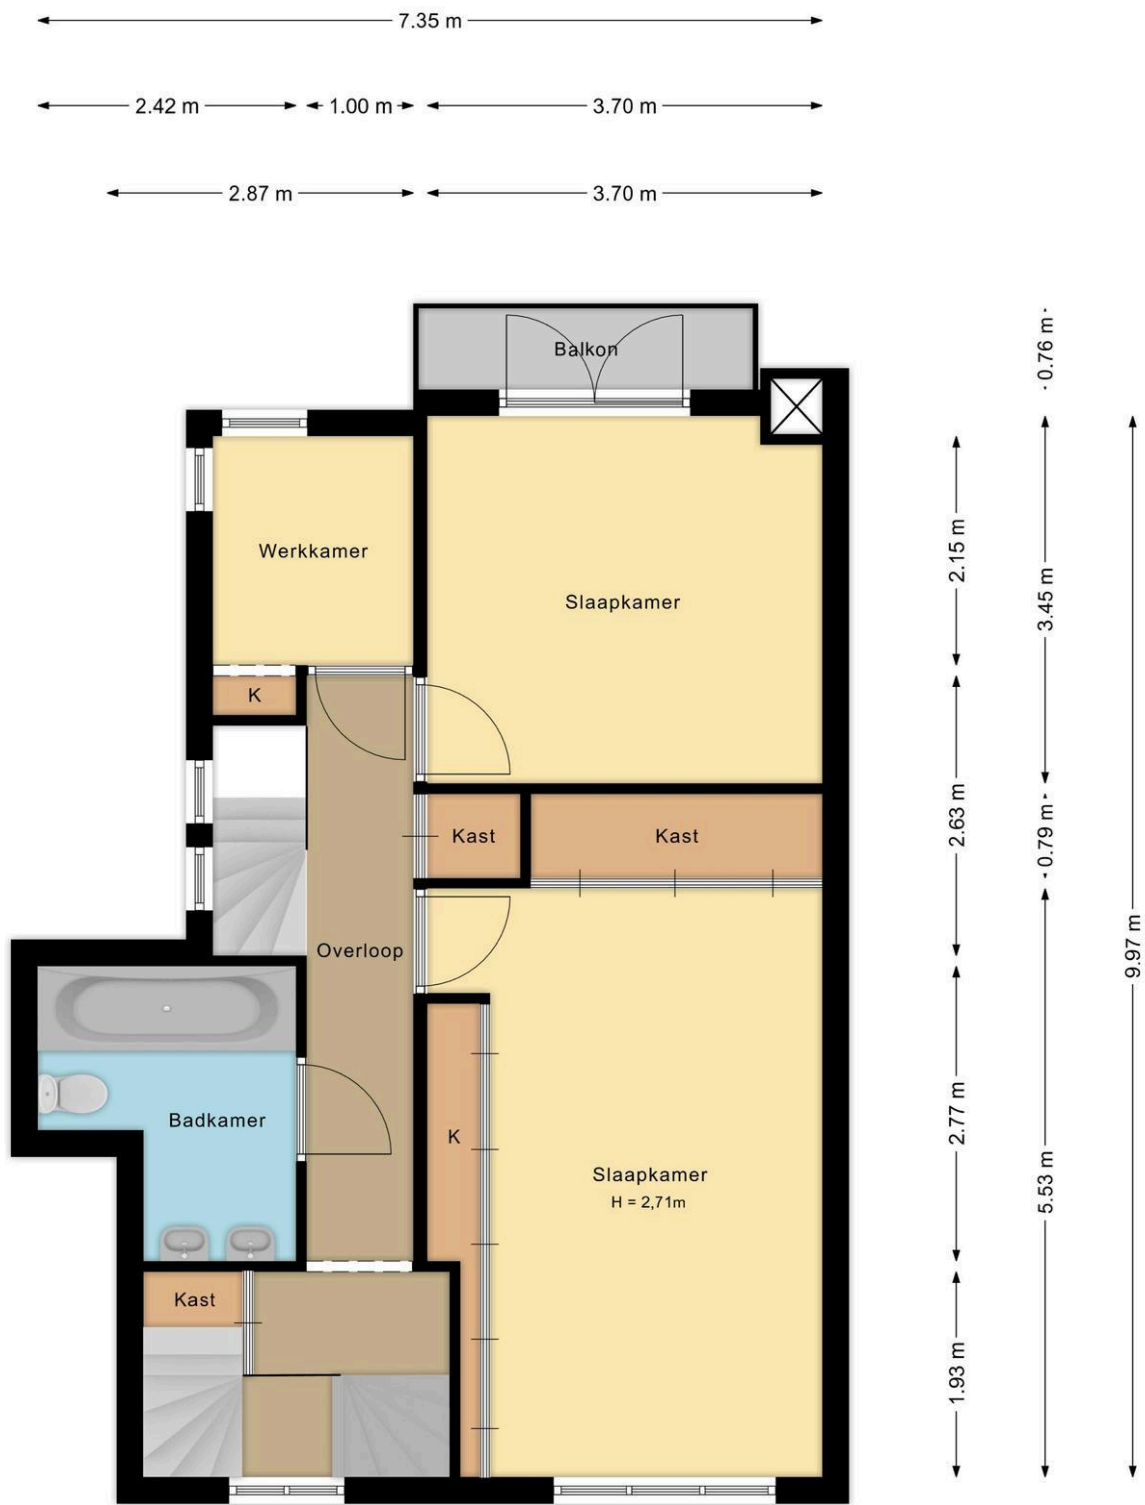 7.35 m
2.42 m
1.00 m
3.70 m
2.87 m
3.70 m
Balkon
0.76 m
Werkkamer
Slaapkamer
2.15 m
3.45 m
K
Kast
Kast
2.63 m
0.79 m
Overloop
9.97 m
Badkamer
K
Slaapkamer
H = 2,71m
2.77 m
5.53 m
Kast
1.93 m